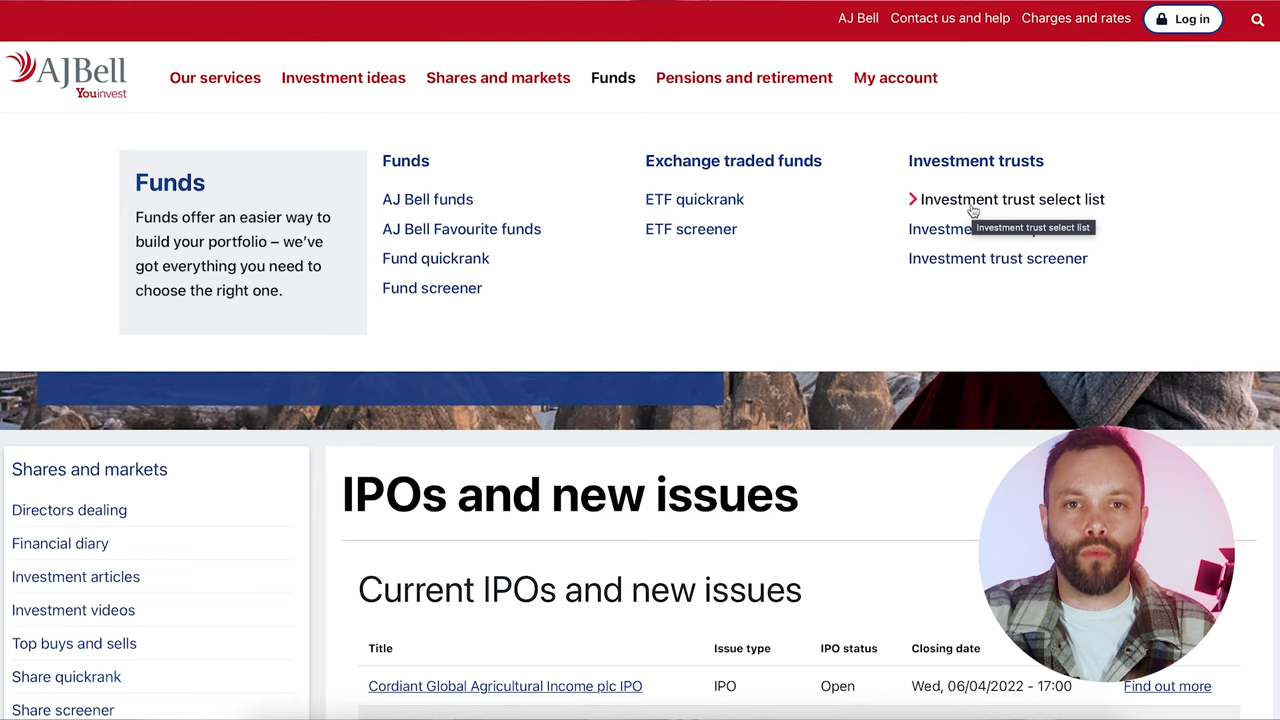 AJ Bell Contact us and help Charges and rates Log in
AJBell
Youinvest
Our services Investment ideas Shares and markets Funds Pensions and retirement My account
Funds
Funds offer an easier way to
build your portfolio – we've
got everything you need to
choose the right one.
Funds
AJ Bell funds
AJ Bell Favourite funds
Fund quickrank
Fund screener
Exchange traded funds
ETF quickrank
ETF screener
Investment trusts
Investment trust select list
Investment trust select list
Investment trust screener
Shares and markets
Directors dealing
Financial diary
Investment articles
Investment videos
Top buys and sells
Share quickrank
Share screener
IPOs and new issues
Current IPOs and new issues
Title Issue type IPO status Closing date
Cordiant Global Agricultural Income plc IPO IPO Open Wed, 06/04/2022 - 17:00 Find out more